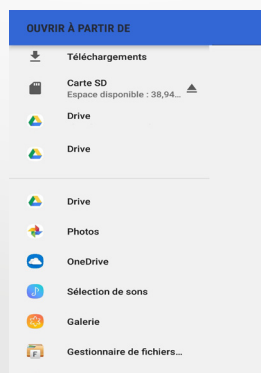 OUVRIR À PARTIR DE
Téléchargements
Carte SD
Espace disponible : 38,94...
Drive
Drive
Drive
Photos
OneDrive
Sélection de sons
Galerie
Gestionnaire de fichiers...